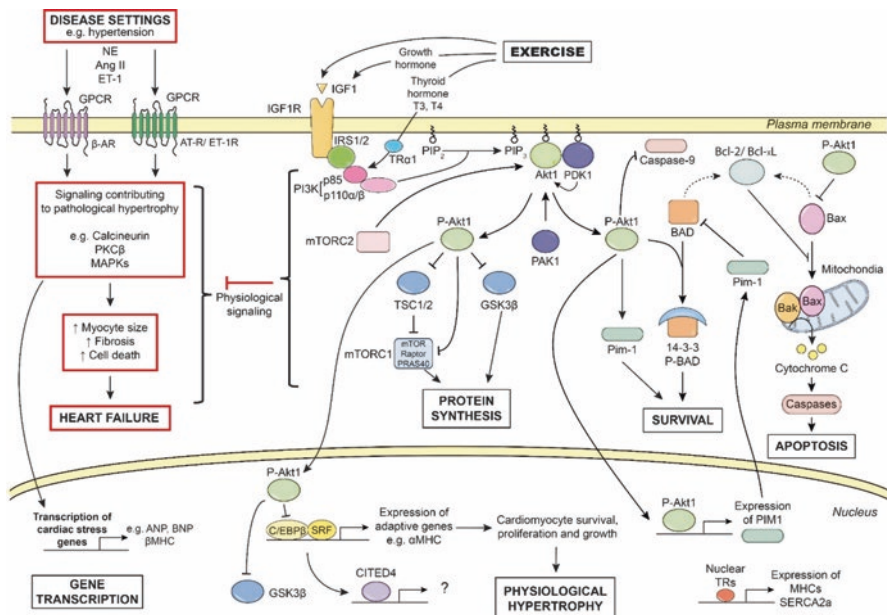 DISEASE SETTINGS
e.g. hypertension
NE
Ang II
ET-1
GPCR
GPCR
β-AR
AT-R/ ET-1R
Signaling contributing
to pathological hypertrophy
e.g. Calcineurin
PKCβ
MAPKs
↑ Myocyte size
↑ Fibrosis
↑ Cell death
HEART FAILURE
Physiological
signaling
EXERCISE
Growth
hormone
IGF1
Thyroid
hormone
T3, T4
IGF1R
IRS1/2
TRα1
PI3K
p85
p110α/β
PIP2
PIP3
Akt1
PDK1
Plasma membrane
mTORC2
PAK1
P-Akt1
TSC1/2
GSK3β
mTORC1
mTOR
Raptor
PRAS40
PROTEIN
SYNTHESIS
Caspase-9
P-Akt1
BAD
Pim-1
14-3-3
P-BAD
SURVIVAL
Bcl-2/ Bcl-xL
P-Akt1
Bax
Pim-1
Mitochondia
Bak
Bax
Cytochrome C
Caspases
APOPTOSIS
Nucleus
Transcription of
cardiac stress
genes
e.g. ANP, BNP
βMHC
GENE
TRANSCRIPTION
P-Akt1
C/EBPβ
SRF
Expression of
adaptive genes
e.g. αMHC
GSK3β
CITED4
?
Cardiomyocyte survival,
proliferation and growth
PHYSIOLOGICAL
HYPERTROPHY
P-Akt1
Expression
of PIM1
Nuclear
TRs
Expression of
MHCs
SERCA2a